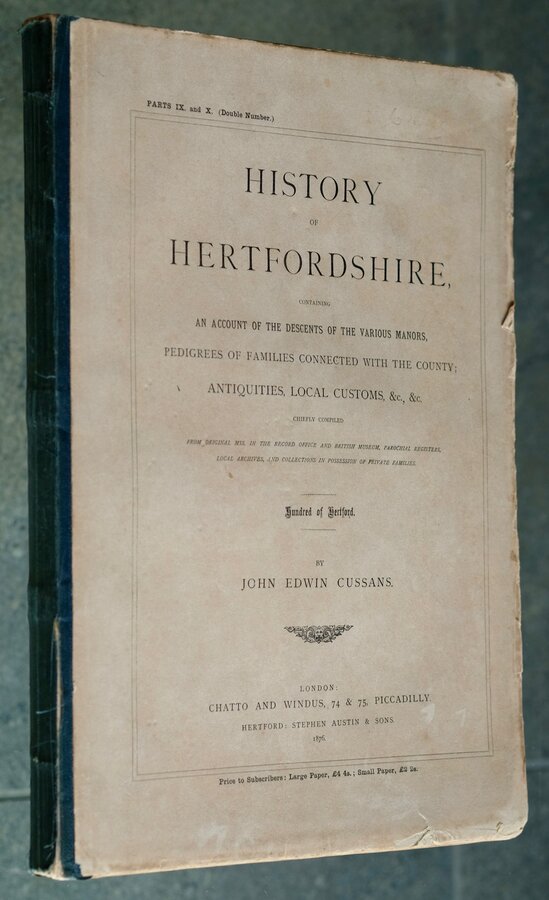 PARTS IX. and X. (Double Number.)
HISTORY
OF
HERTFORDSHIRE,
CONTAINING
AN ACCOUNT OF THE DESCENTS OF THE VARIOUS MANORS,
PEDIGREES OF FAMILIES CONNECTED WITH THE COUNTY;
ANTIQUITIES, LOCAL CUSTOMS, &c., &c.
CHIEFLY COMPILED
FROM ORIGINAL MSS. IN THE RECORD OFFICE AND BRITISH MUSEUM, PAROCHIAL REGISTERS,
LOCAL ARCHIVES, AND COLLECTIONS IN POSSESSION OF PRIVATE FAMILIES.
Hundred of Hertford.
BY
JOHN EDWIN CUSSANS.
LONDON:
CHATTO AND WINDUS, 74 & 75, PICCADILLY.
HERTFORD: STEPHEN AUSTIN & SONS.
1876.
Price to Subscribers: Large Paper, £4 4s.; Small Paper, £2 2s.